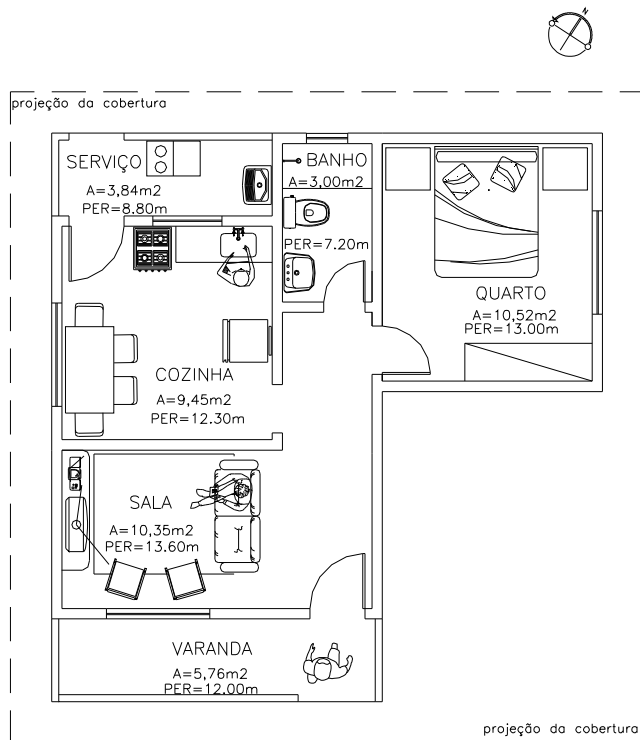 N
projeção da cobertura
SERVIÇO
A=3,84m2
PER=8.80m
BANHO
A=3,00m2
PER=7.20m
QUARTO
A=10,52m2
PER=13.00m
COZINHA
A=9,45m2
PER=12.30m
SALA
A=10,35m2
PER=13.60m
VARANDA
A=5,76m2
PER=12.00m
projeção da cobertura